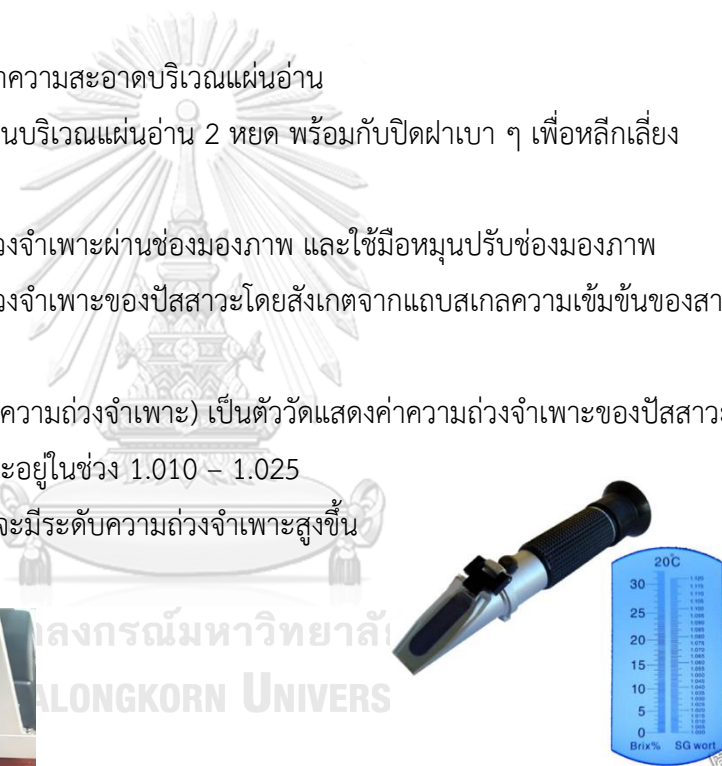 ความสะอาดบริเวณแผ่นอ่าน
นบริเวณแผ่นอ่าน 2 หยด พร้อมกับปิดฝาเบา ๆ เพื่อหลีกเลี่ยง
วงจำเพาะผ่านช่องมองภาพ และใช้มือหมุนปรับช่องมองภาพ
วงจำเพาะของปัสสาวะโดยสังเกตจากแถบสเกลความเข้มข้นของสา
ความถ่วงจำเพาะ) เป็นตัววัดแสดงค่าความถ่วงจำเพาะของปัสสาวะ
ะอยู่ในช่วง 1.010 – 1.025
จะมีระดับความถ่วงจำเพาะสูงขึ้น
ลงกรณ์มหาวิทยาลั
ALONGKORN UNIVERS
20°C
30
25
20
15
10
5
0
Brix% SG wort